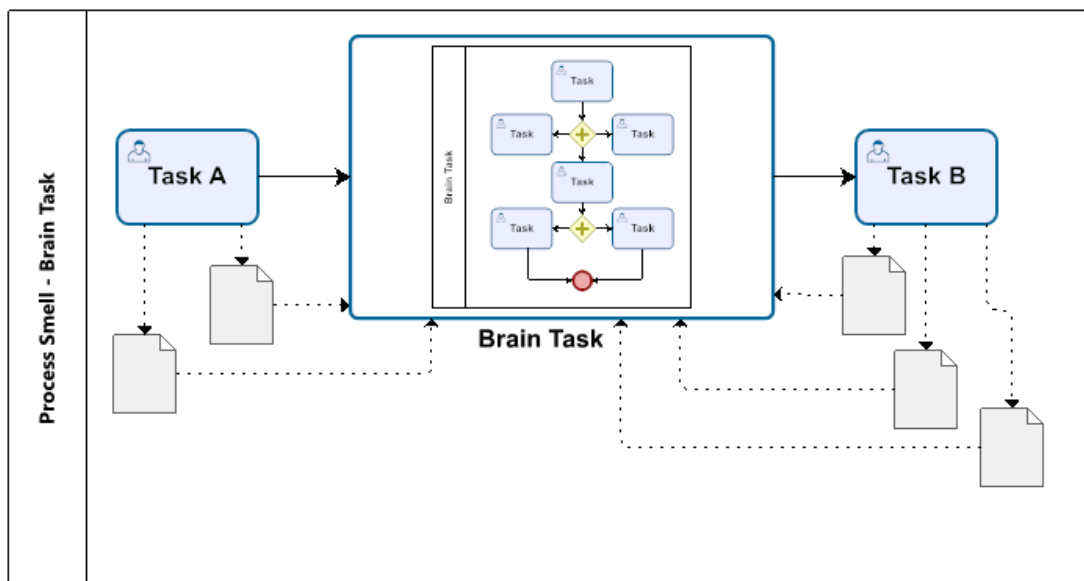 Process Smell - Brain Task
Task A
Brain Task
Task
Task
Task
Task
Task
Task
Task B
Brain Task